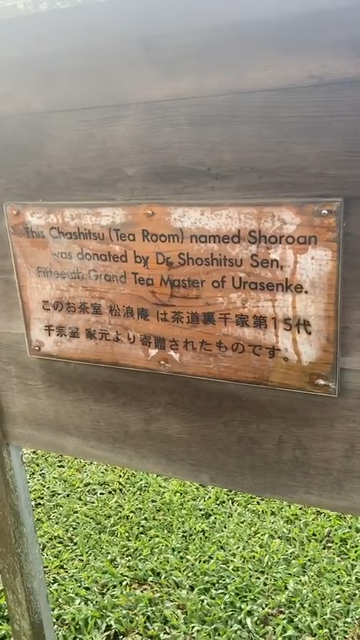 This Chashitsu (Tea Room) named Shoroan
was donated by Dr. Shoshitsu Sen,
Fifteenth Grand Tea Master of Urasenke.
このお茶室 松浪庵 は茶道裏千家第15代
千宗室 家元より寄贈されたものです。